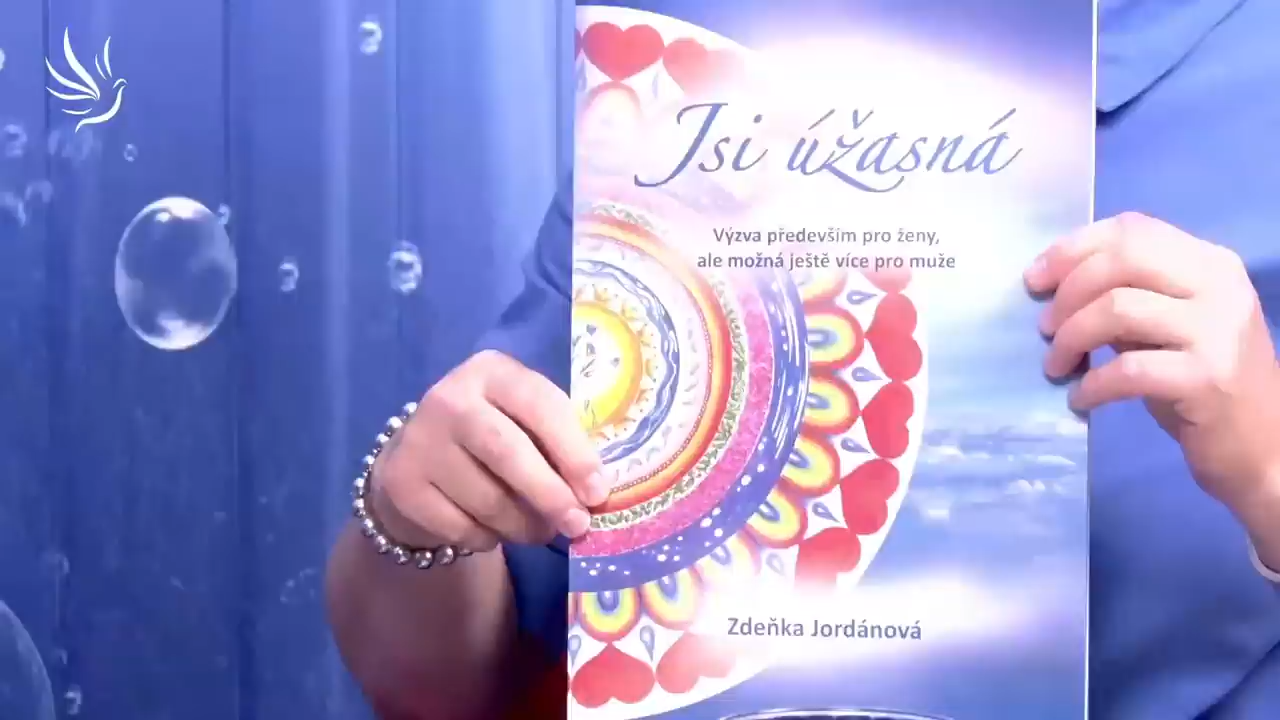 Jsi úžasná
Výzva především pro ženy,
ale možná ještě více pro muže
Zdeňka Jordánová